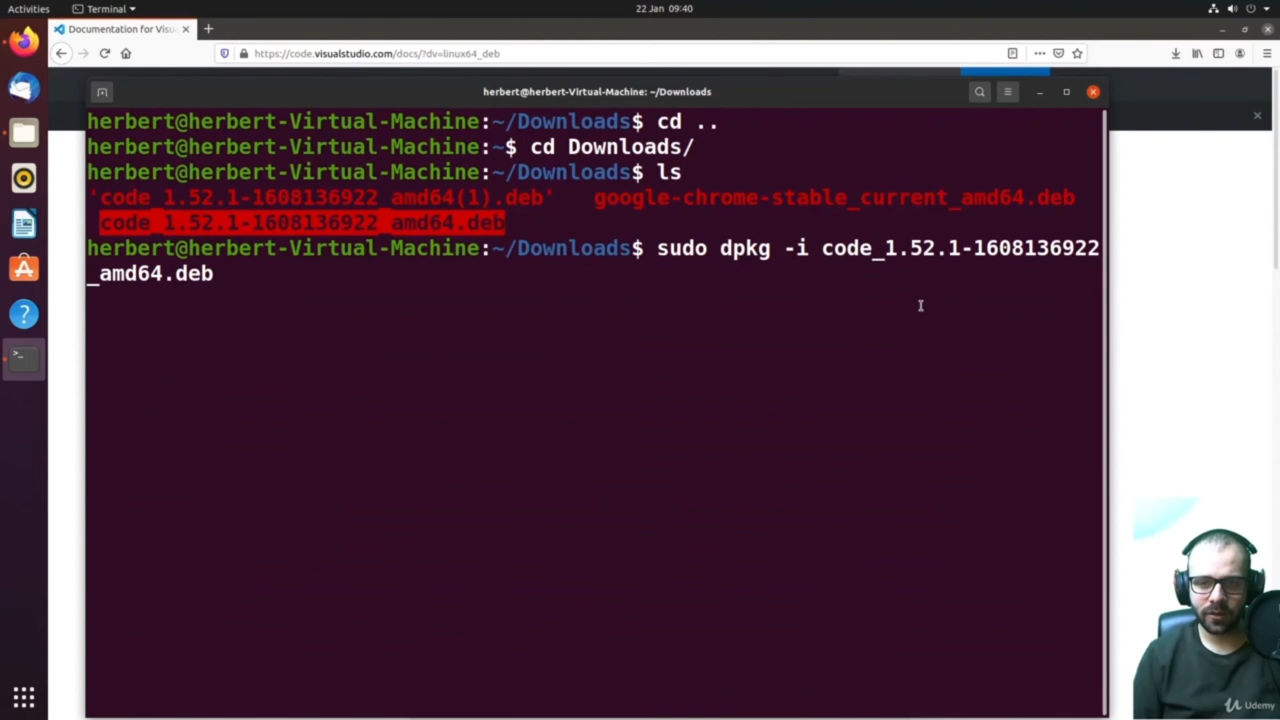 Activities
Terminal
22 Jan 09:40
Documentation for Visu
https://code.visualstudio.com/docs/?dv=linux64_deb
herbert@herbert-Virtual-Machine: ~/Downloads
herbert@herbert-Virtual-Machine:~/Downloads$ cd ..
herbert@herbert-Virtual-Machine:~$ cd Downloads/
herbert@herbert-Virtual-Machine:~/Downloads$ ls
'code_1.52.1-1608136922_amd64(1).deb' google-chrome-stable_current_amd64.deb
code_1.52.1-1608136922_amd64.deb
herbert@herbert-Virtual-Machine:~/Downloads$ sudo dpkg -i code_1.52.1-1608136922
_amd64.deb
Udemy